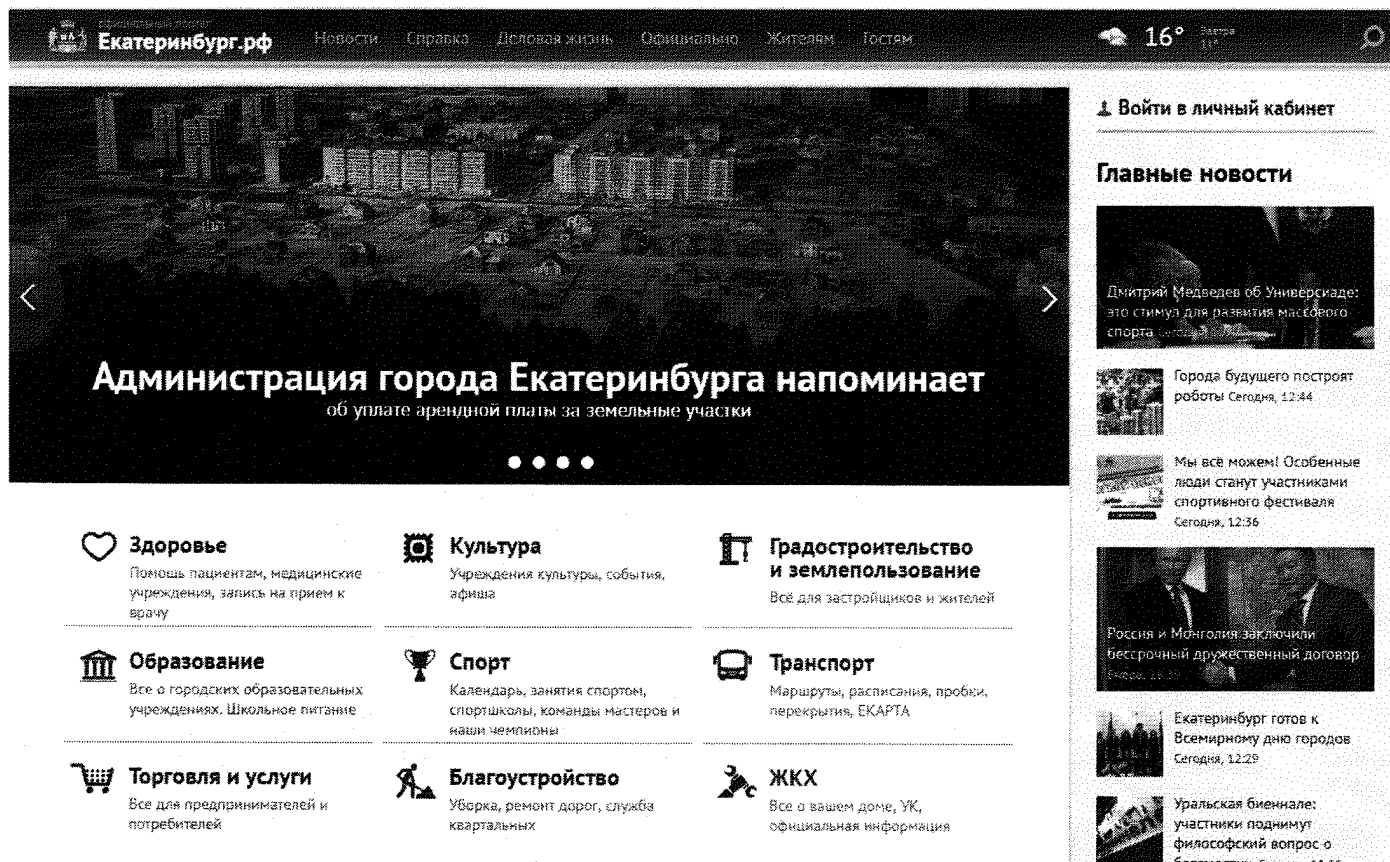 официальный портал
Екатеринбург.рф
Новости Справка Деловая жизнь Официально Жителям Гостям
16° Завтра
11°
Администрация города Екатеринбурга напоминает
об уплате арендной платы за земельные участки
Здоровье
Помощь пациентам, медицинские
учреждения, запись на прием к
врачу
Культура
Учреждения культуры, события,
афиша
Градостроительство
и землепользование
Всё для застройщиков и жителей
Образование
Все о городских образовательных
учреждениях. Школьное питание
Спорт
Календарь, занятия спортом,
спортшколы, команды мастеров и
наши чемпионы
Транспорт
Маршруты, расписания, пробки,
перекрытия, ЕКАРТА
Торговля и услуги
Все для предпринимателей и
потребителей
Благоустройство
Уборка, ремонт дорог, служба
квартальных
ЖКХ
Все о вашем доме, УК,
официальная информация
Войти в личный кабинет
Главные новости
Дмитрий Медведев об Универсиаде:
это стимул для развития массового
спорта
Города будущего построят
роботы Сегодня, 12:44
Мы всё можем! Особенные
люди станут участниками
спортивного фестиваля
Сегодня, 12:36
Россия и Монголия заключили
бессрочный дружественный договор
Екатеринбург готов к
Всемирному дню городов
Сегодня, 12:29
Уральская биеннале:
участники поднимут
философский вопрос о